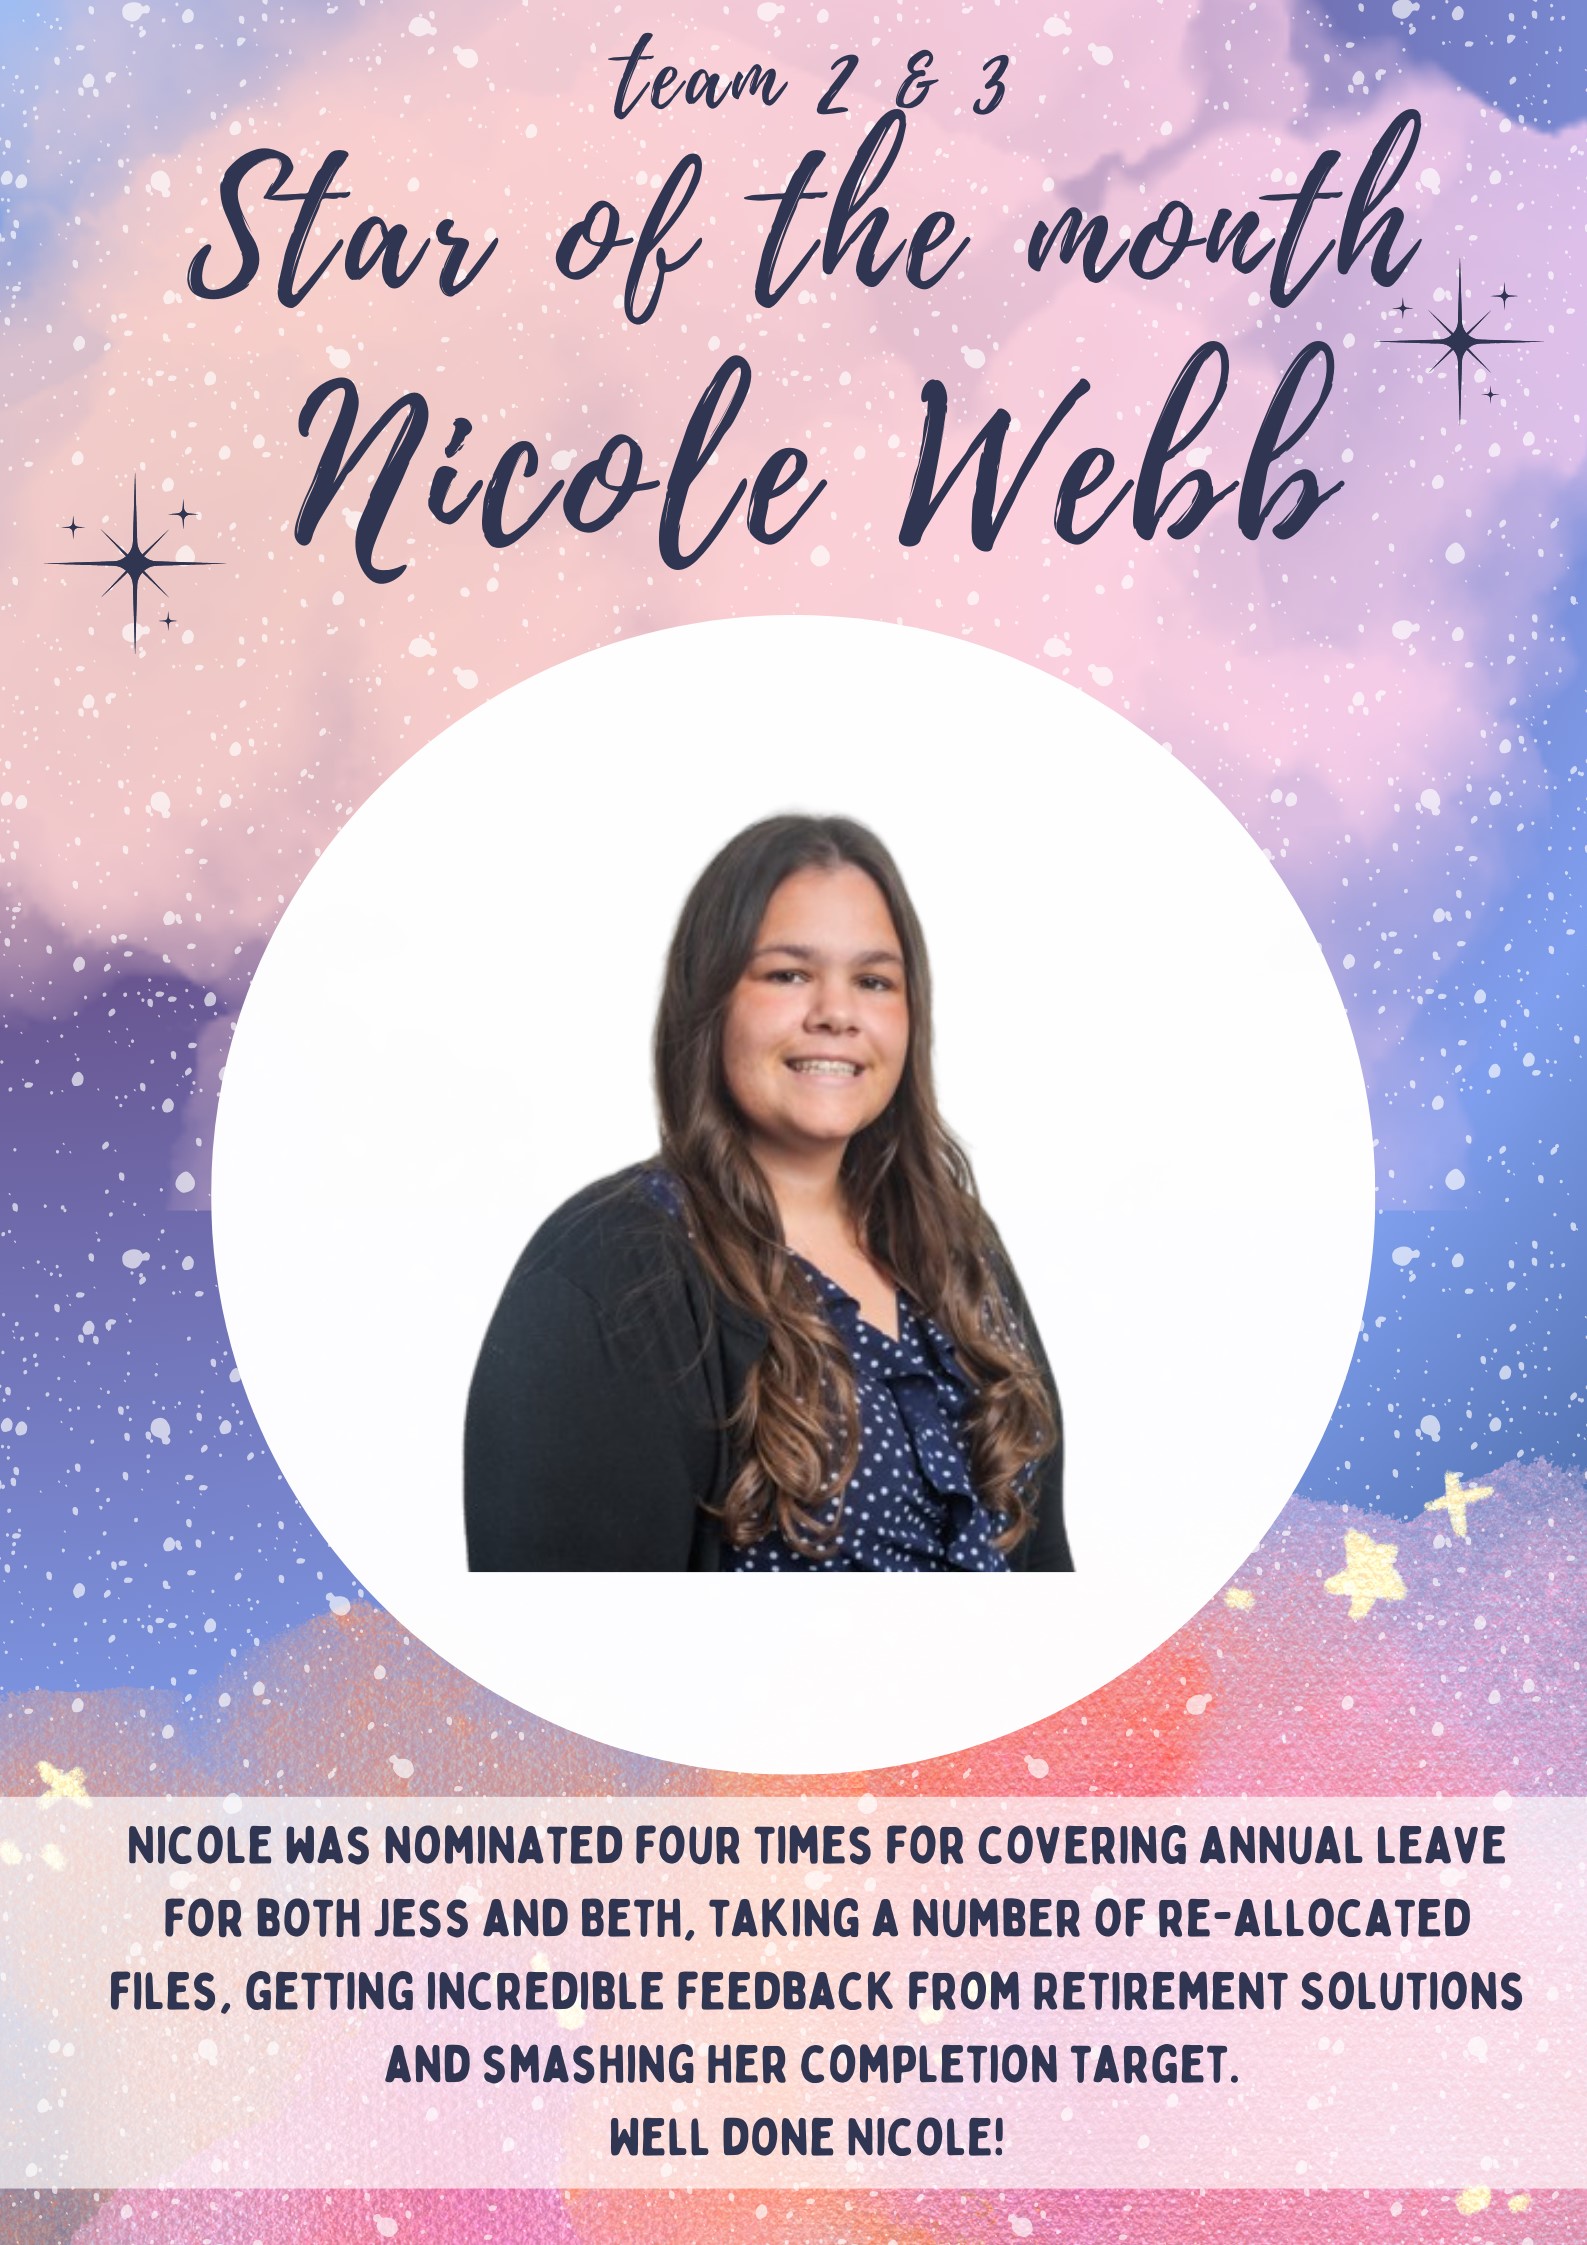 team 2 & 3
Star of the month
Nicole Webb
NICOLE WAS NOMINATED FOUR TIMES FOR COVERING ANNUAL LEAVE
FOR BOTH JESS AND BETH, TAKING A NUMBER OF RE-ALLOCATED
FILES, GETTING INCREDIBLE FEEDBACK FROM RETIREMENT SOLUTIONS
AND SMASHING HER COMPLETION TARGET.
WELL DONE NICOLE!